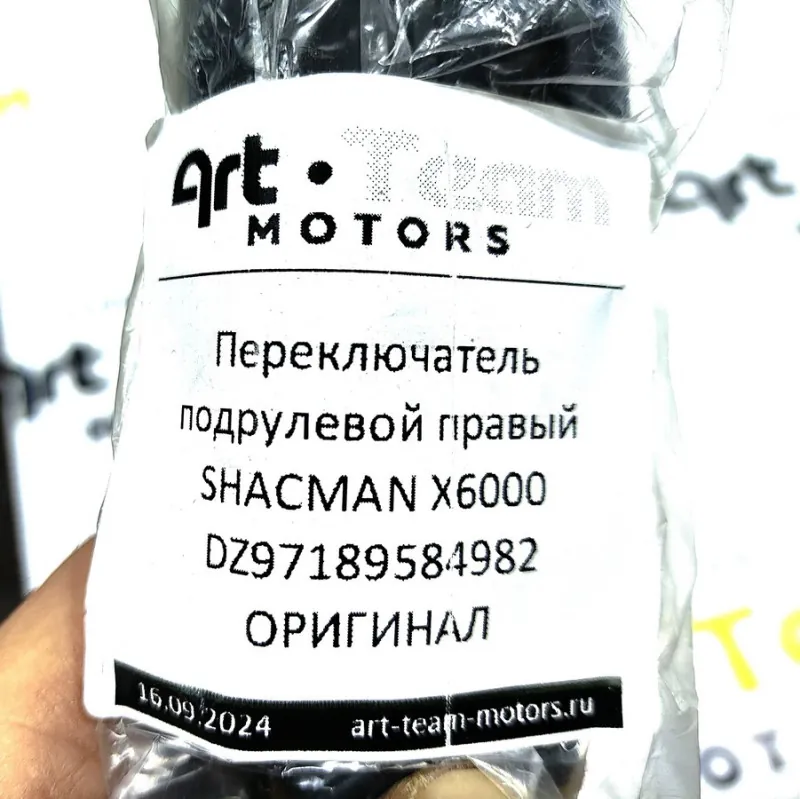 art • Team
MOTORS
Переключатель
подрулевой правый
SHACMAN X6000
DZ97189584982
ОРИГИНАЛ
16.09.2024 art-team-motors.ru